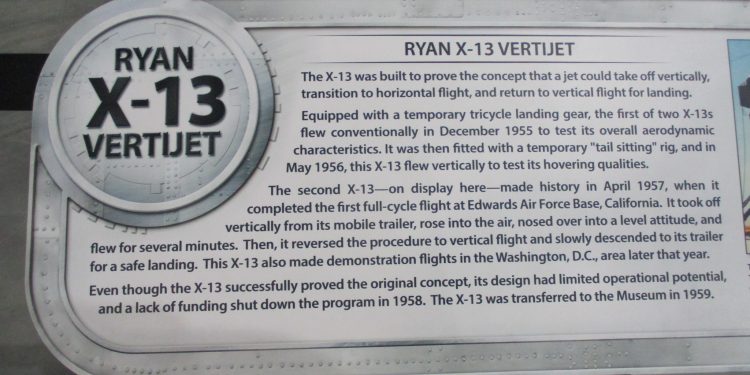 RYAN
X-13
VERTIJET
RYAN X-13 VERTIJET
The X-13 was built to prove the concept that a jet could take off vertically,
transition to horizontal flight, and return to vertical flight for landing.
Equipped with a temporary tricycle landing gear, the first of two X-13s
flew conventionally in December 1955 to test its overall aerodynamic
characteristics. It was then fitted with a temporary "tail sitting" rig, and in
May 1956, this X-13 flew vertically to test its hovering qualities.
The second X-13—on display here—made history in April 1957, when it
completed the first full-cycle flight at Edwards Air Force Base, California. It took off
vertically from its mobile trailer, rose into the air, nosed over into a level attitude, and
flew for several minutes. Then, it reversed the procedure to vertical flight and slowly descended to its trailer
for a safe landing. This X-13 also made demonstration flights in the Washington, D.C., area later that year.
Even though the X-13 successfully proved the original concept, its design had limited operational potential,
and a lack of funding shut down the program in 1958. The X-13 was transferred to the Museum in 1959.